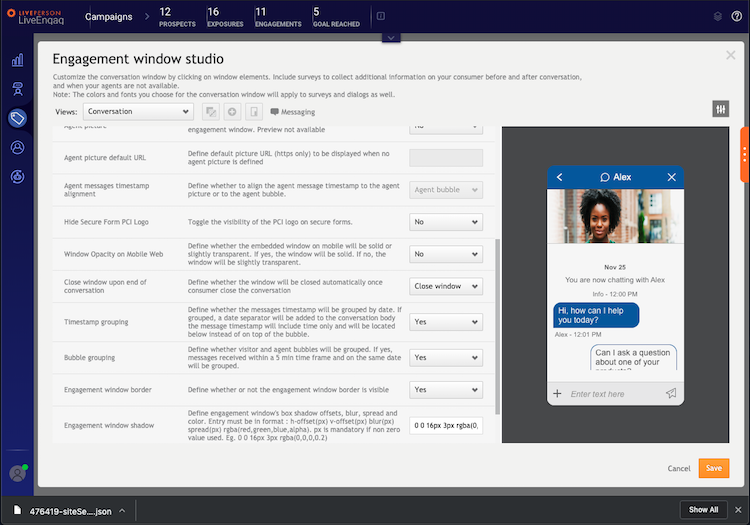 LIVEPERSON
LiveEngaq
Campaigns
12
PROSPECTS
16
EXPOSURES
11
ENGAGEMENTS
5
GOAL REACHED
Engagement window studio
Customize the conversation window by clicking on window elements. Include surveys to collect additional information on your consumer before and after conversation,
and when your agents are not available.
Note: The colors and fonts you choose for the conversation window will apply to surveys and dialogs as well.
Views:
Conversation
Messaging
Agent picture
engagement window. Preview not available
No
Agent picture default URL
Define default picture URL (https only) to be displayed when no
agent picture is defined
Agent messages timestamp
alignment
Define whether to align the agent message timestamp to the agent
picture or to the agent bubble.
Agent bubble
Hide Secure Form PCI Logo
Toggle the visibility of the PCI logo on secure forms.
No
Window Opacity on Mobile Web
Define whether the embedded window on mobile will be solid or
slightly transparent. If yes, the window will be solid. If no, the
window will be slightly transparent.
No
Close window upon end of
conversation
Define whether the window will be closed automatically once
consumer close the conversation
Close window
Timestamp grouping
Define whether the messages timestamp will be grouped by date. If
grouped, a date separator will be added to the conversation body
the message timestamp will include time only and will be located
below instead of on top of the bubble.
Yes
Bubble grouping
Define whether visitor and agent bubbles will be grouped. If yes,
messages received within a 5 min time frame and on the same date
will be grouped.
Yes
Engagement window border
Define whether or not the engagement window border is visible
Yes
Engagement window shadow
Define engagement window's box shadow offsets, blur, spread and
color. Entry must be in format : h-offset(px) v-offset(px) blur(px)
spread(px) rgba(red,green,blue,alpha). px is mandatory if non zero
value used. Eg. 0 0 16px 3px rgba(0,0,0,0.2)
0 0 16px 3px rgba(0,
Alex
Nov 25
You are now chatting with Alex
Info - 12:00 PM
Hi, how can I help
you today?
Alex - 12:01 PM
Can I ask a question
about one of your
products?
Enter text here
Cancel
Save
476419-siteSe....json
Show All